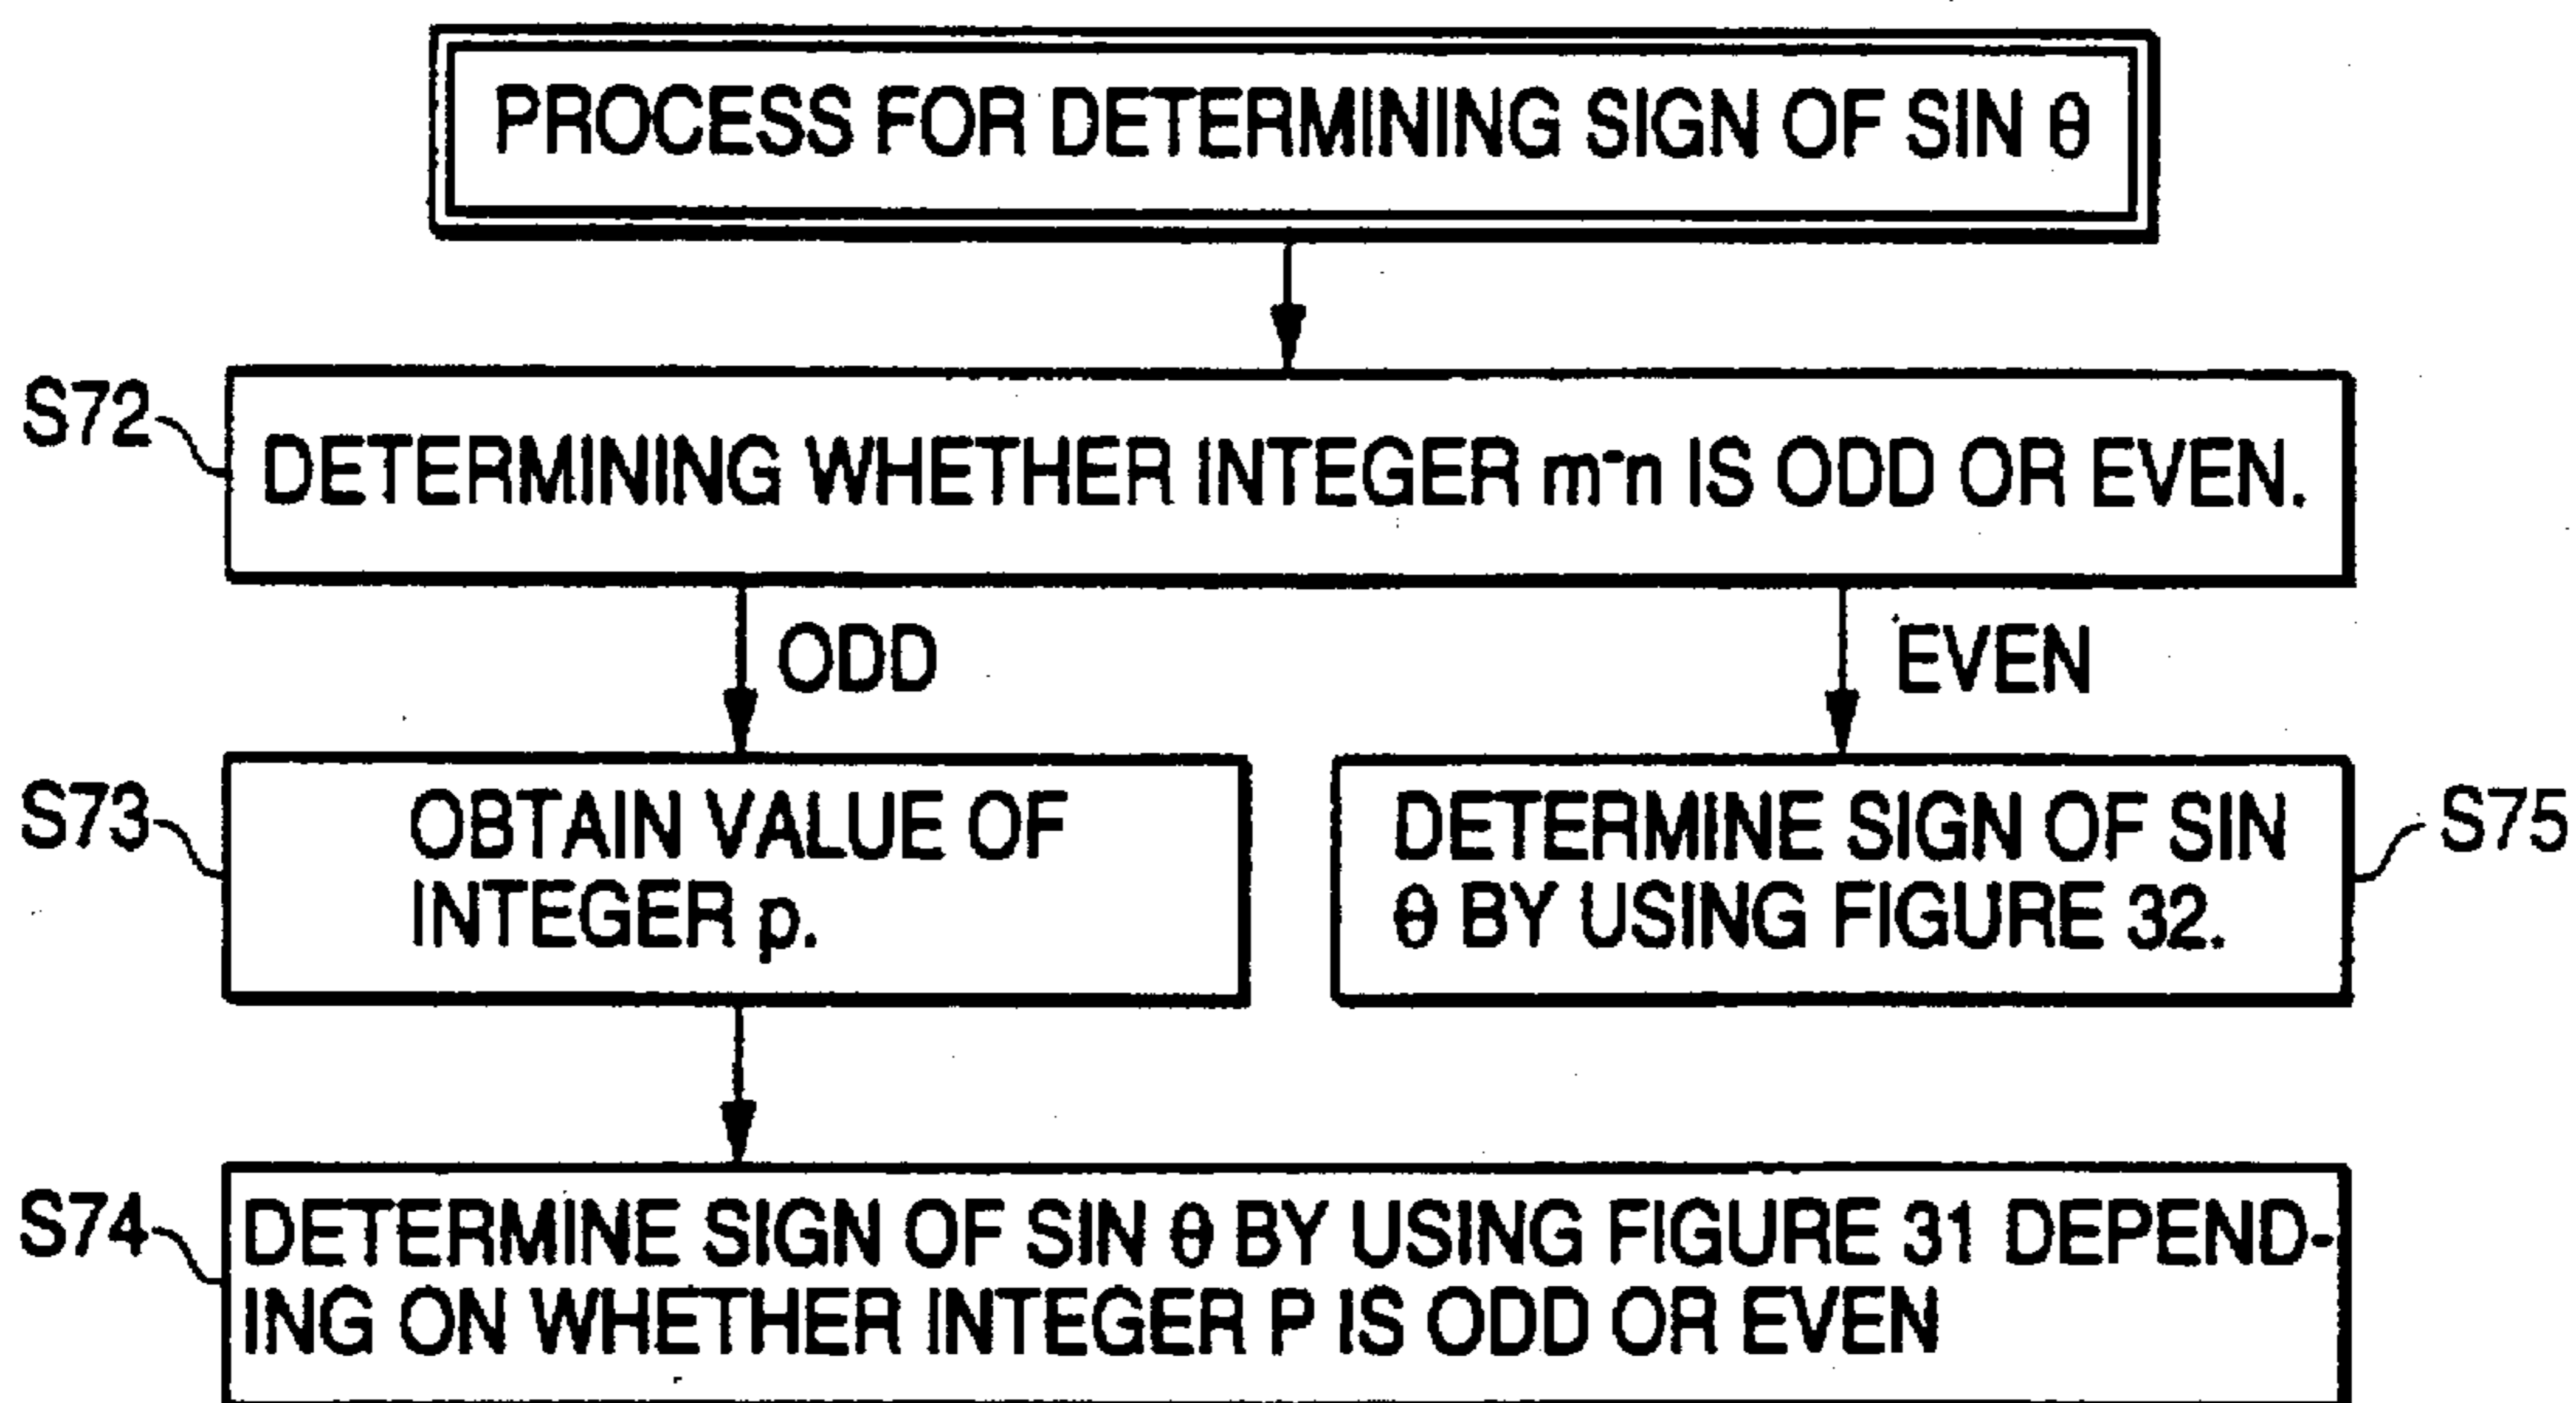 PROCESS FOR DETERMINING SIGN OF SIN θ
S72
DETERMINING WHETHER INTEGER m-n IS ODD OR EVEN.
ODD
EVEN
S73
OBTAIN VALUE OF
INTEGER p.
DETERMINE SIGN OF SIN
θ BY USING FIGURE 32.
S75
S74
DETERMINE SIGN OF SIN θ BY USING FIGURE 31 DEPEND-
ING ON WHETHER INTEGER P IS ODD OR EVEN